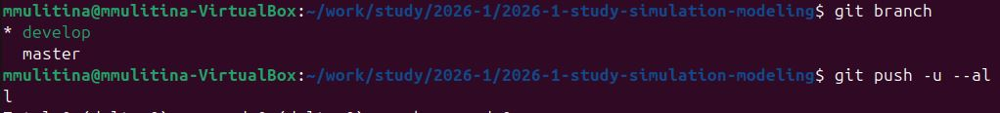 mmulitina@mmulitina-VirtualBox:~/work/study/2026-1/2026-1-study-simulation-modeling$ git branch
* develop
  master
mmulitina@mmulitina-VirtualBox:~/work/study/2026-1/2026-1-study-simulation-modeling$ git push -u --al
l